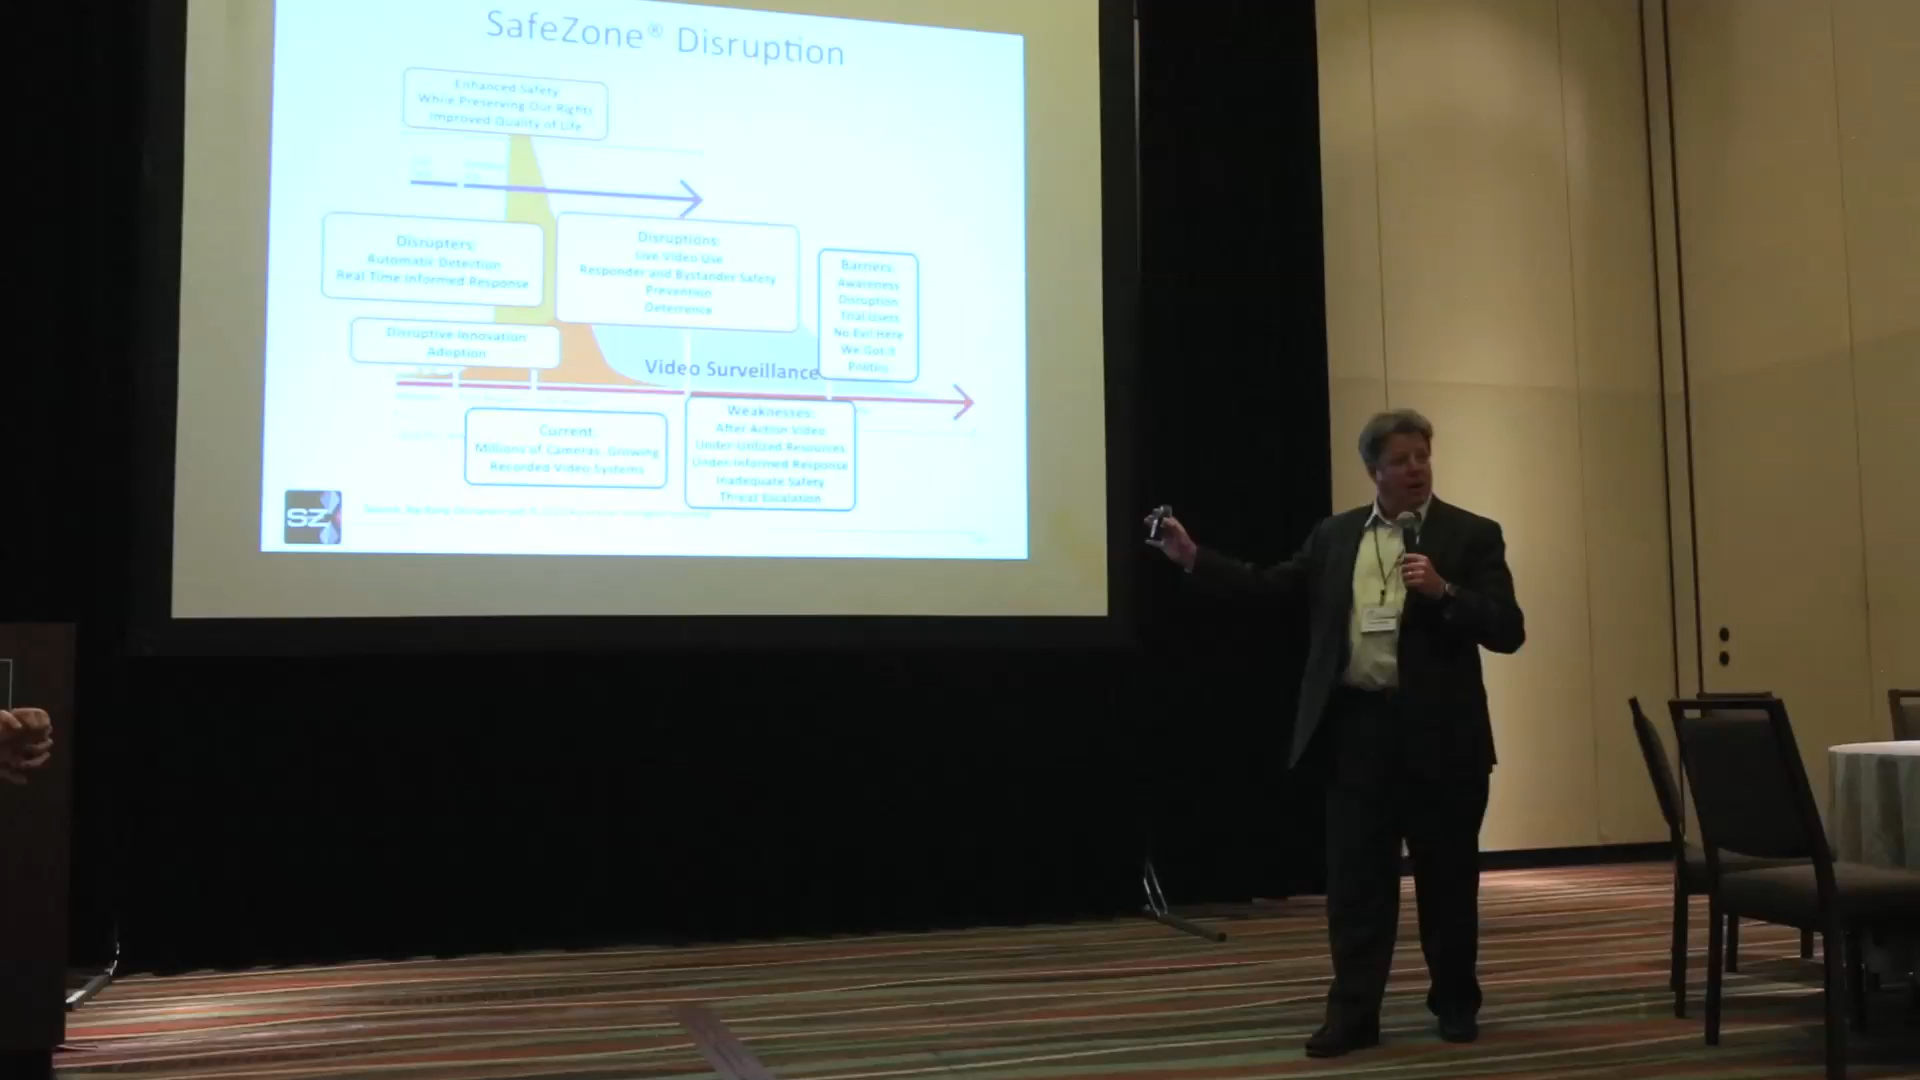 SafeZone® Disruption
Enhanced Safety
While Preserving Our Rights
Improved Quality of Life
Disrupters:
Automatic Detection
Real Time Informed Response
Disruptions:
Live Video Use
Responder and Bystander Safety
Prevention
Deterrence
Barriers:
Awareness
Disruption
Trial Users
No Evil Here
We Got It
Politics
Disruptive Innovation
Adoption
Video Surveillance
Current:
Millions of Cameras, Growing
Recorded Video Systems
Weaknesses:
After Action Video
Under-Utilized Resources
Under-Informed Response
Inadequate Safety
Threat Escalation
SZ